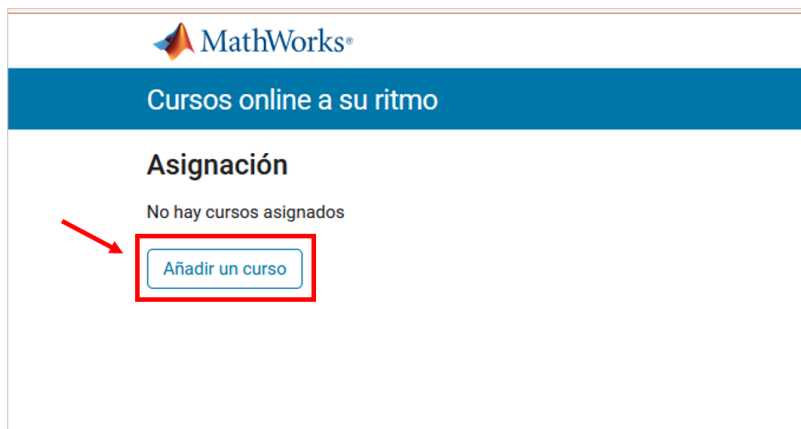 MathWorks®
Cursos online a su ritmo
Asignación
No hay cursos asignados
Añadir un curso